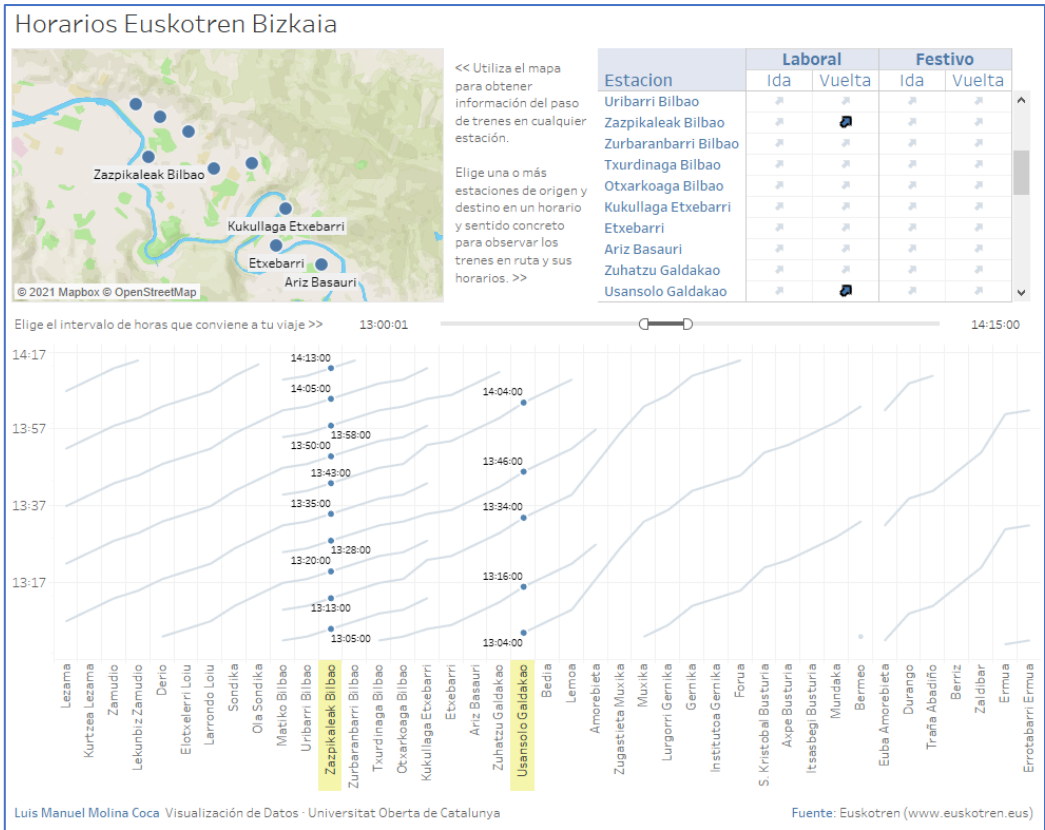 Horarios Euskotren Bizkaia
Zazpikaleak Bilbao
Kukullaga Etxebarri
Etxebarri
Ariz Basauri
© 2021 Mapbox © OpenStreetMap
<< Utiliza el mapa
para obtener
información del paso
de trenes en cualquier
estación.
Elige una o más
estaciones de origen y
destino en un horario
y sentido concreto
para observar los
trenes en ruta y sus
horarios. >>
Laboral Festivo
Estacion Ida Vuelta Ida Vuelta
Uribarri Bilbao
Zazpikaleak Bilbao
Zurbaranbarri Bilbao
Txurdinaga Bilbao
Otxarkoaga Bilbao
Kukullaga Etxebarri
Etxebarri
Ariz Basauri
Zuhatzu Galdakao
Usansolo Galdakao
Elige el intervalo de horas que conviene a tu viaje >> 13:00:01 14:15:00
14:17
13:57
13:37
13:17
14:13:00
14:05:00
13:58:00
13:50:00
13:43:00
13:35:00
13:28:00
13:20:00
13:13:00
13:05:00
14:04:00
13:46:00
13:34:00
13:16:00
13:04:00
Lezama
Kurtzea Lezama
Zamudio
Lekunbiz Zamudio
Derio
Elotxelerri Loiu
Larrondo Loiu
Sondika
Ola Sondika
Matiko Bilbao
Uribarri Bilbao
Zazpikaleak Bilbao
Zurbaranbarri Bilbao
Txurdinaga Bilbao
Otxarkoaga Bilbao
Kukullaga Etxebarri
Etxebarri
Ariz Basauri
Zuhatzu Galdakao
Usansolo Galdakao
Bedia
Lemoa
Amorebieta
Zugastieta Muxika
Muxika
Lurgorri Gernika
Gernika
Institutoa Gernika
Forua
S. Kristobal Busturia
Axpe Busturia
Itsasbegi Busturia
Mundaka
Bermeo
Euba Amorebieta
Durango
Traña Abadiño
Berriz
Zaldibar
Ermua
Errotabarri Ermua
Luis Manuel Molina Coca Visualización de Datos · Universitat Oberta de Catalunya
Fuente: Euskotren (www.euskotren.eus)